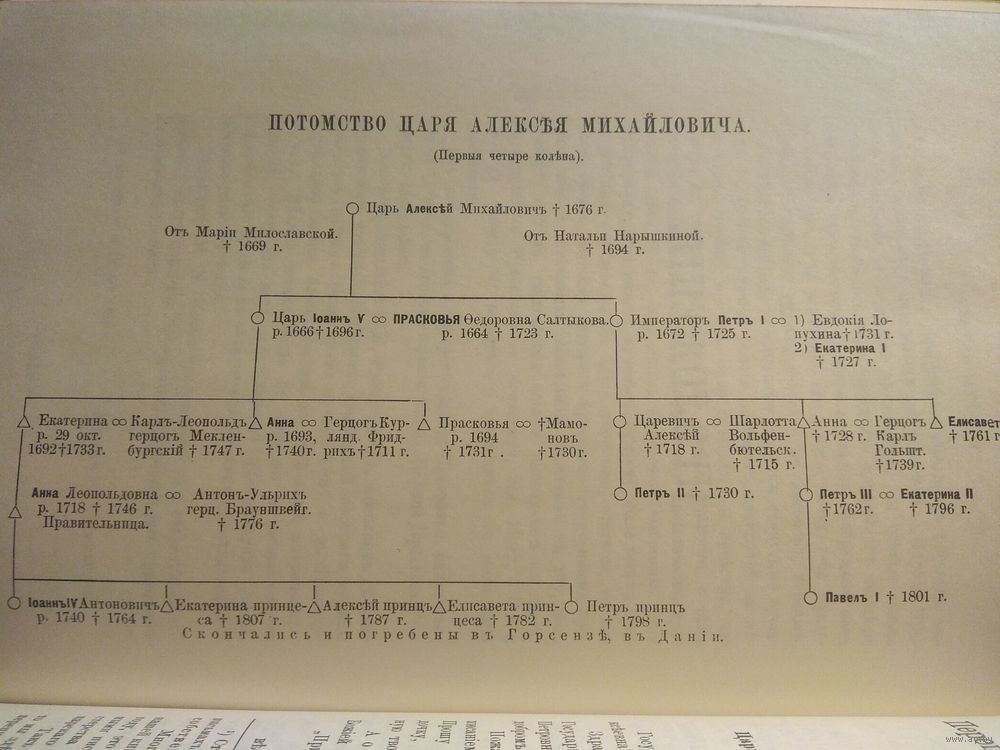 ПОТОМСТВО ЦАРЯ АЛЕКСѢЯ МИХАЙЛОВИЧА.
(Первыя четыре колѣна).
Царь Алексѣй Михайловичъ † 1676 г.
Отъ Маріи Милославской.
† 1669 г.
Отъ Натальи Нарышкиной.
† 1694 г.
Царь Іоаннъ V ∞ ПРАСКОВЬЯ Ѳедоровна Салтыкова.
р. 1666 † 1696 г.
р. 1664 † 1723 г.
Императоръ Петръ I ∞
р. 1672 † 1725 г.
1) Евдокія Ло-
пухина † 1731 г.
2) Екатерина I
† 1727 г.
Екатерина ∞ Карлъ-Леопольдъ
р. 29 окт.
1692 † 1733 г.
герцогъ Меклен-
бургскій † 1747 г.
Анна ∞ Герцогъ Кур-
р. 1693,
† 1740 г.
лянд. Фрид-
рихъ † 1711 г.
Прасковья ∞ † Мамо-
р. 1694
† 1731 г.
новъ
† 1730 г.
Царевичъ ∞ Шарлотта
Алексѣй
† 1718 г.
Вольфен-
бютельск.
† 1715 г.
Анна ∞ Герцогъ
† 1728 г.
Карлъ
Гольшт.
† 1739 г.
Елисавет
† 1761 г
Анна Леопольдовна ∞ Антонъ-Ульрихъ
р. 1718 † 1746 г.
Правительница.
герц. Брауншвейг.
† 1776 г.
Петръ II † 1730 г.
Петръ III ∞ Екатерина II
† 1762 г.
† 1796 г.
Іоаннъ IV Антоновичъ
р. 1740 † 1764 г.
Екатерина принце-
са † 1807 г.
Алексѣй принцъ
† 1787 г.
Елисавета прин-
цеса † 1782 г.
Петръ принцъ
† 1798 г.
Павелъ I † 1801 г.
Скончались и погребены въ Горсензѣ, въ Даніи.